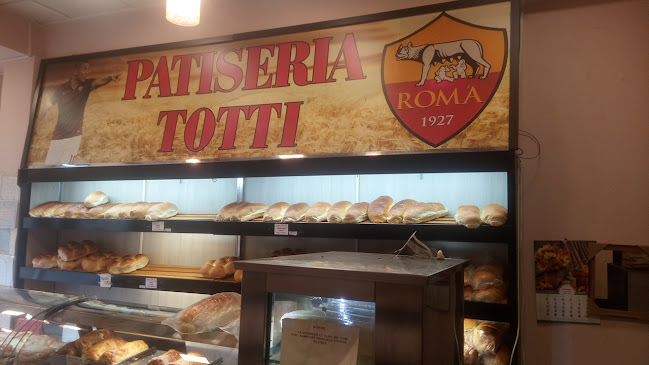 PATISERIA
TOTTI
ROMA
1927